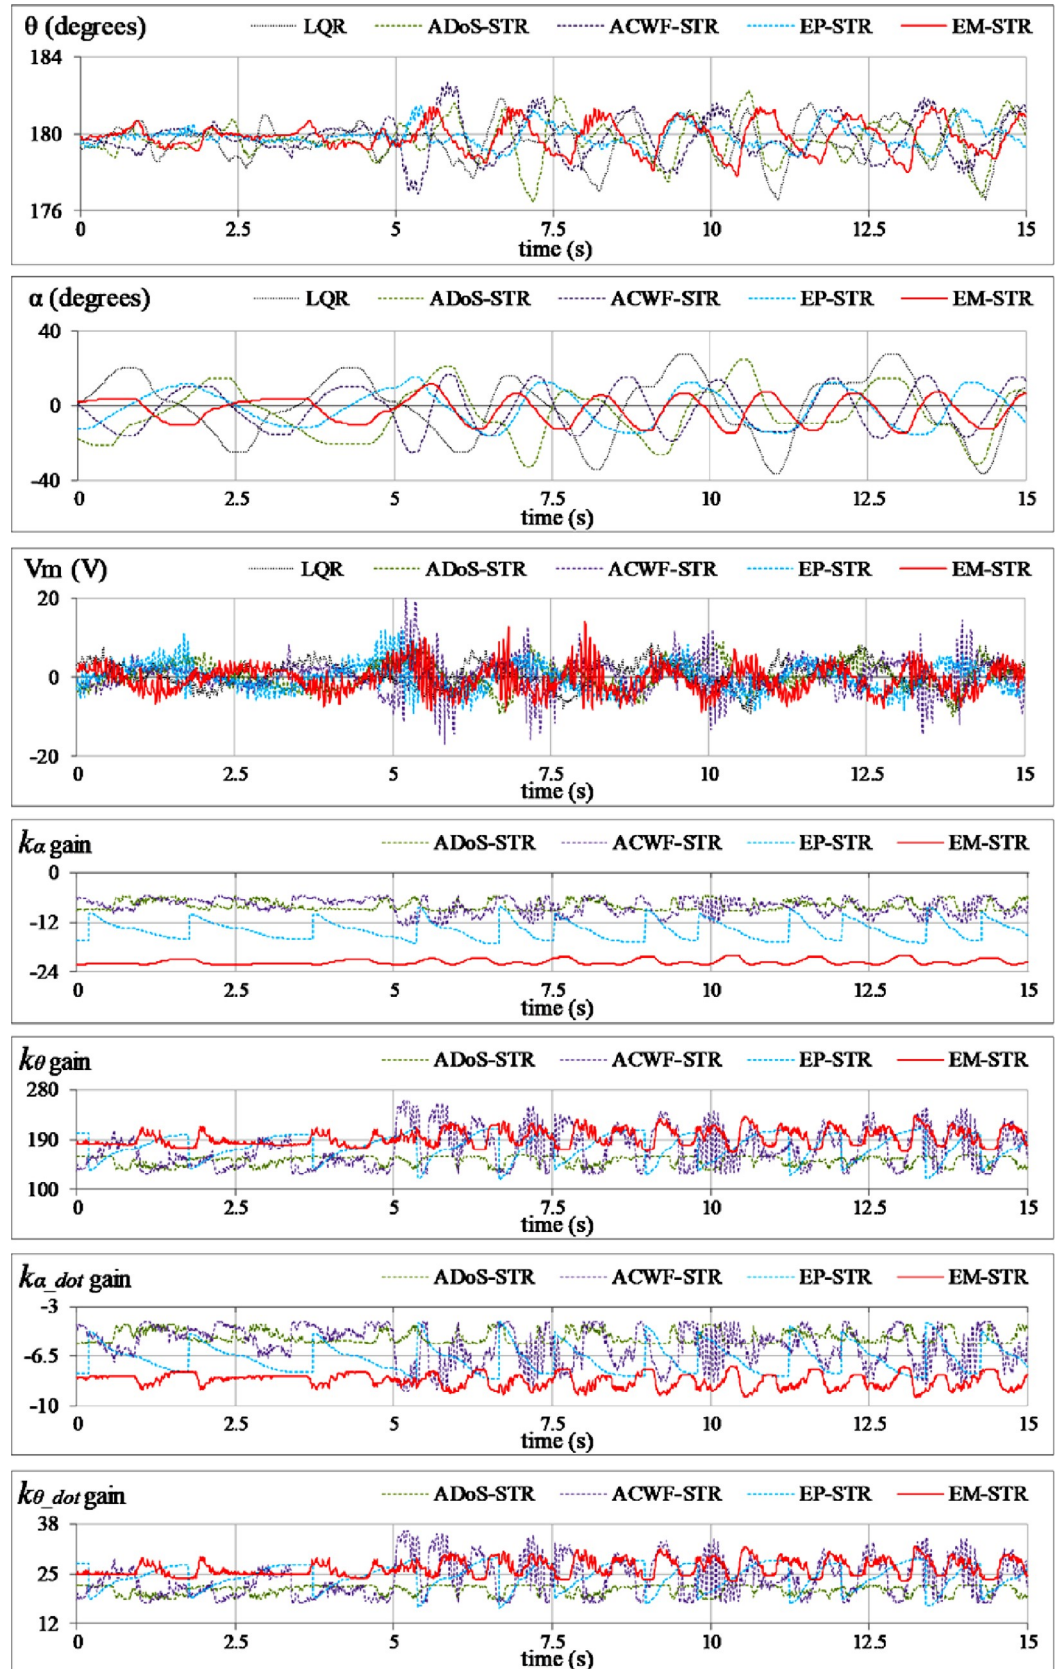 θ (degrees) LQR ADoS-STR ACWF-STR EP-STR EM-STR
184
180
176
0 2.5 5 7.5 10 12.5 15
time (s)
α (degrees) LQR ADoS-STR ACWF-STR EP-STR EM-STR
40
0
-40
0 2.5 5 7.5 10 12.5 15
time (s)
Vm (V) LQR ADoS-STR ACWF-STR EP-STR EM-STR
20
0
-20
0 2.5 5 7.5 10 12.5 15
time (s)
kα gain ADoS-STR ACWF-STR EP-STR EM-STR
0
-12
-24
0 2.5 5 7.5 10 12.5 15
time (s)
kθ gain ADoS-STR ACWF-STR EP-STR EM-STR
280
190
100
0 2.5 5 7.5 10 12.5 15
time (s)
kα_dot gain ADoS-STR ACWF-STR EP-STR EM-STR
-3
-6.5
-10
0 2.5 5 7.5 10 12.5 15
time (s)
kθ_dot gain ADoS-STR ACWF-STR EP-STR EM-STR
38
25
12
0 2.5 5 7.5 10 12.5 15
time (s)